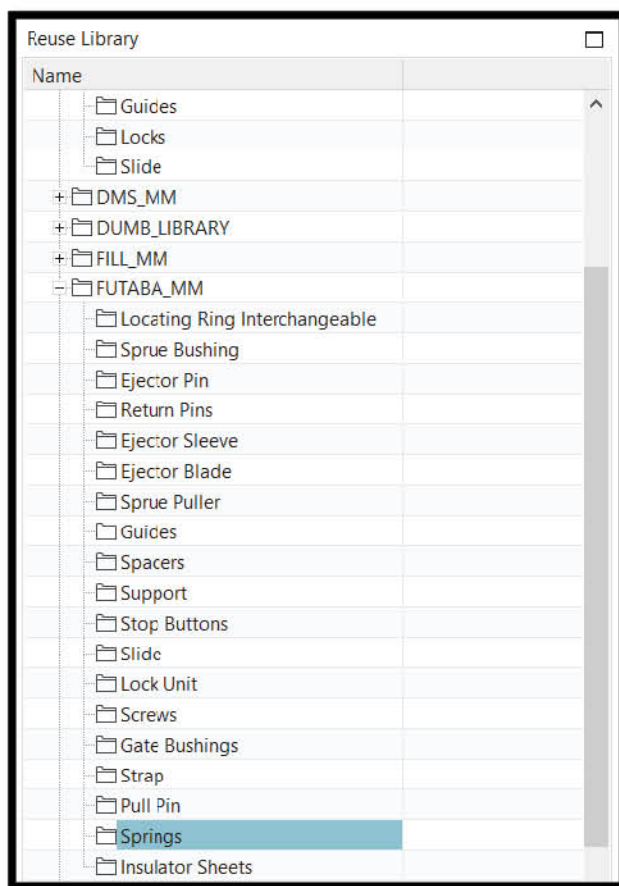 Reuse Library
Name
Guides
Locks
Slide
DMS_MM
DUMB_LIBRARY
FILL_MM
FUTABA_MM
Locating Ring Interchangeable
Sprue Bushing
Ejector Pin
Return Pins
Ejector Sleeve
Ejector Blade
Sprue Puller
Guides
Spacers
Support
Stop Buttons
Slide
Lock Unit
Screws
Gate Bushings
Strap
Pull Pin
Springs
Insulator Sheets